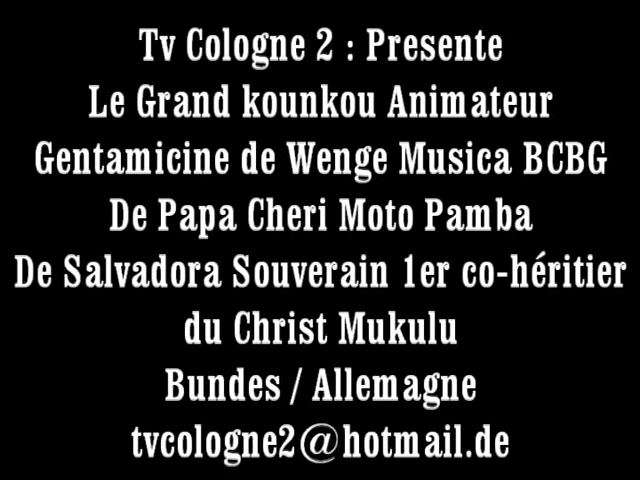 Tv Cologne 2 : Presente
Le Grand kounkou Animateur
Gentamicine de Wenge Musica BCBG
De Papa Cheri Moto Pamba
De Salvadora Souverain 1er co-héritier
du Christ Mukulu
Bundes / Allemagne
tvcologne2@hotmail.de